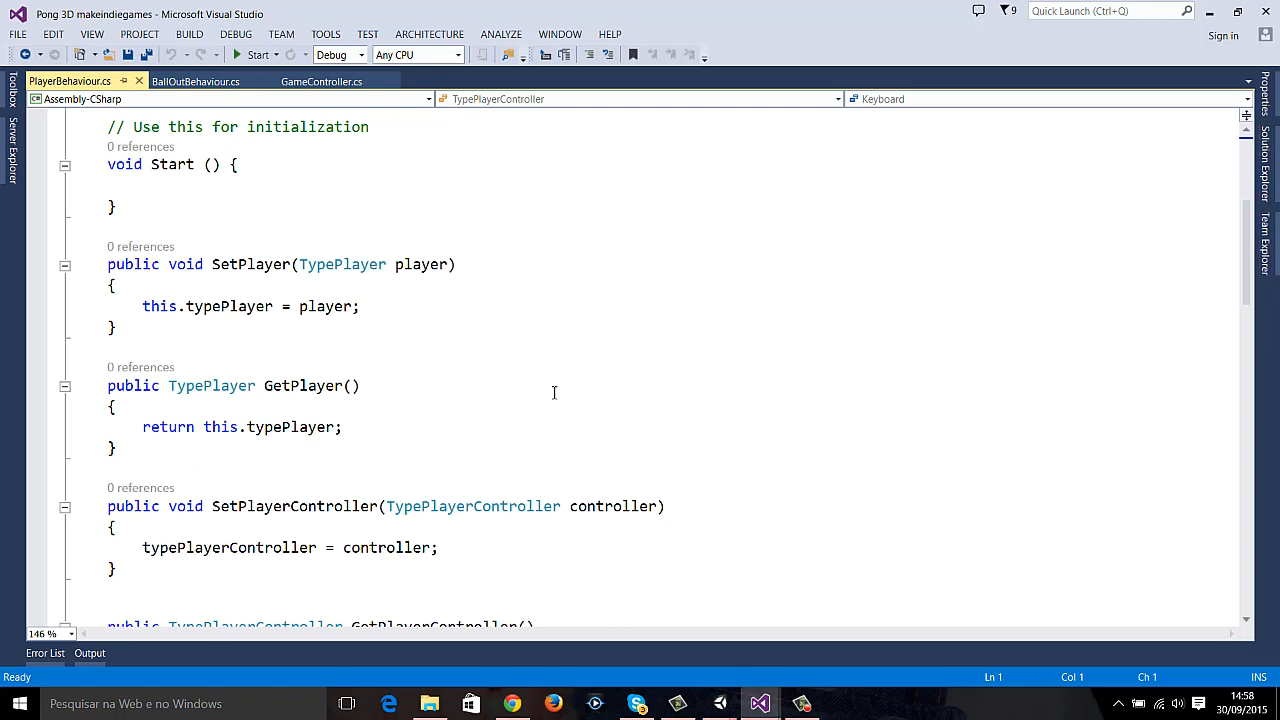 Pong 3D makeindiegames - Microsoft Visual Studio
9
Quick Launch (Ctrl+Q)
FILE EDIT VIEW PROJECT BUILD DEBUG TEAM TOOLS TEST ARCHITECTURE ANALYZE WINDOW HELP
Sign in
Start Debug Any CPU
PlayerBehaviour.cs BallOutBehaviour.cs GameController.cs
Assembly-CSharp TypePlayerController Keyboard
Toolbox
Server Explorer
Properties
Solution Explorer
Team Explorer
// Use this for initialization
0 references
void Start () {
}
0 references
public void SetPlayer(TypePlayer player)
{
this.typePlayer = player;
}
0 references
public TypePlayer GetPlayer()
{
return this.typePlayer;
}
0 references
public void SetPlayerController(TypePlayerController controller)
{
typePlayerController = controller;
}
public TypePlayerController GetPlayerController()
146 %
Error List Output
Ready Ln 1 Col 1 Ch 1 INS
Pesquisar na Web e no Windows
14:58
30/09/2015